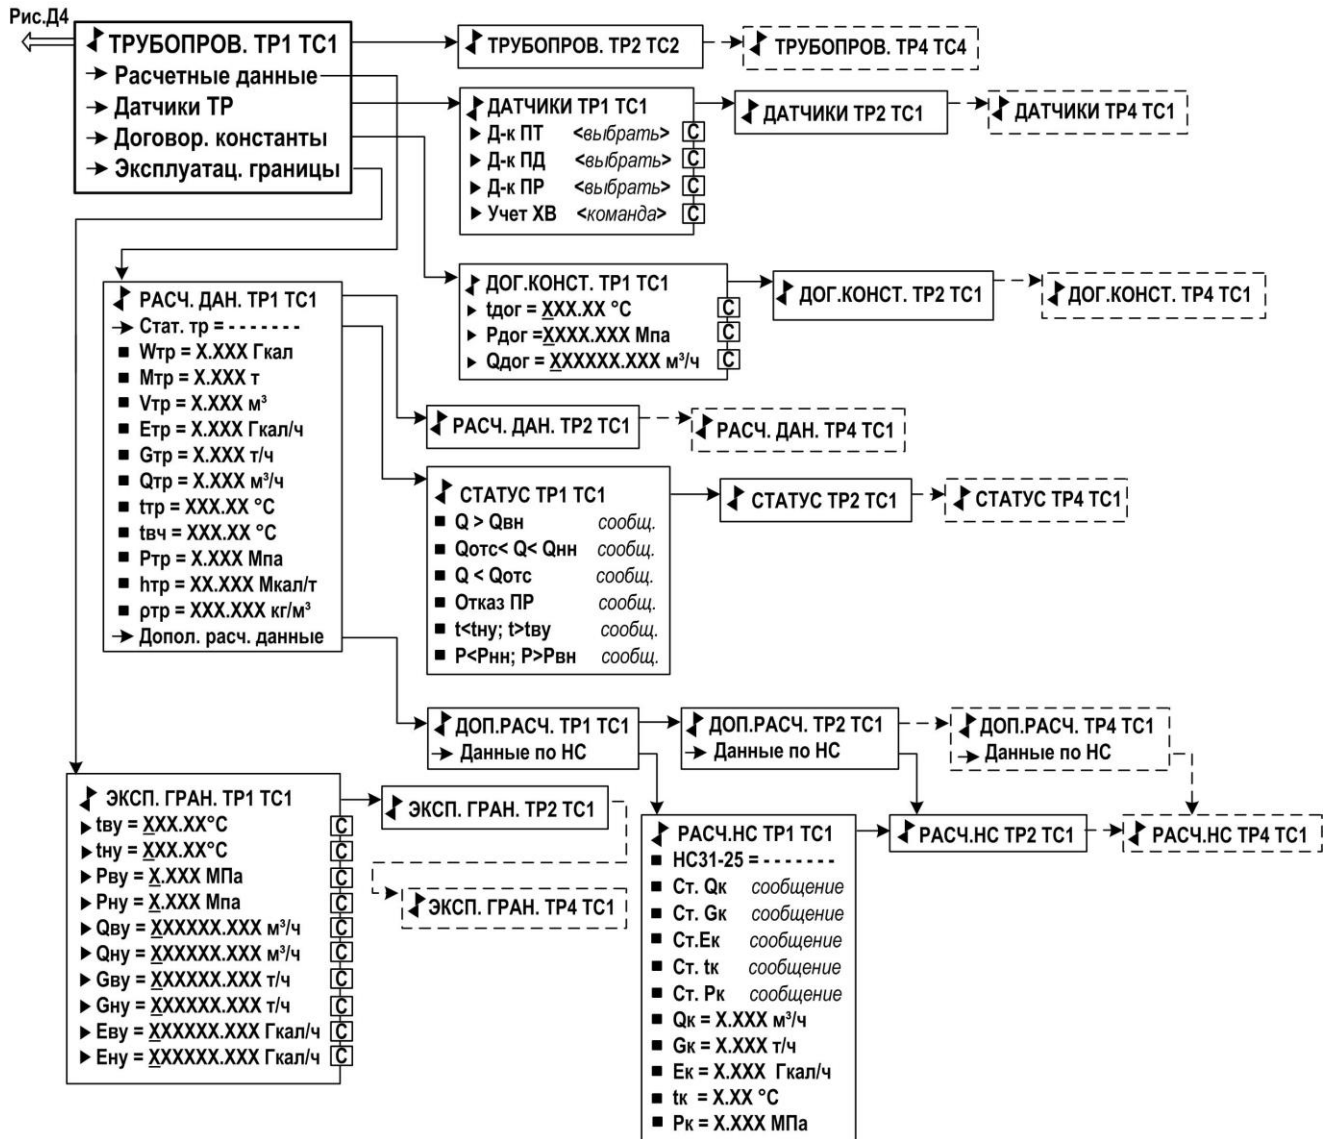 Рис.Д4
ТРУБОПРОВ. ТР1 ТС1
Расчетные данные
Датчики ТР
Договор. константы
Эксплуатац. границы
ТРУБОПРОВ. ТР2 ТС2
ТРУБОПРОВ. ТР4 ТС4
ДАТЧИКИ ТР1 ТС1
Д-к ПТ <выбрать> С
Д-к ПД <выбрать> С
Д-к ПР <выбрать> С
Учет ХВ <команда> С
ДАТЧИКИ ТР2 ТС1
ДАТЧИКИ ТР4 ТС1
ДОГ.КОНСТ. ТР1 ТС1
tдог = XXX.XX °C С
Pдог =XXXX.XXX Мпа С
Qдог = XXXXXXX.XXX м³/ч С
ДОГ.КОНСТ. ТР2 ТС1
ДОГ.КОНСТ. ТР4 ТС1
РАСЧ. ДАН. ТР1 ТС1
Стат. тр = - - - - - - -
Wтр = X.XXX Гкал
Mтр = X.XXX т
Vтр = X.XXX м³
Eтр = X.XXX Гкал/ч
Gтр = X.XXX т/ч
Qтр = X.XXX м³/ч
tтр = XXX.XX °C
tвч = XXX.XX °C
Pтр = X.XXX Мпа
hтр = XX.XXX Мкал/т
ρтр = XXX.XXX кг/м³
Допол. расч. данные
РАСЧ. ДАН. ТР2 ТС1
РАСЧ. ДАН. ТР4 ТС1
СТАТУС ТР1 ТС1
Q > Qвн сообщ.
Qотс< Q< Qнн сообщ.
Q < Qотс сообщ.
Отказ ПР сообщ.
t<tну; t>tву сообщ.
P<Pнн; P>Pвн сообщ.
СТАТУС ТР2 ТС1
СТАТУС ТР4 ТС1
ДОП.РАСЧ. ТР1 ТС1
Данные по НС
ДОП.РАСЧ. ТР2 ТС1
Данные по НС
ДОП.РАСЧ. ТР4 ТС1
Данные по НС
ЭКСП. ГРАН. ТР1 ТС1
tву = XXX.XX°C С
tну = XXX.XX°C С
Pву = X.XXX МПа С
Pну = X.XXX Мпа С
Qву = XXXXXXX.XXX м³/ч С
Qну = XXXXXXX.XXX м³/ч С
Gву = XXXXXXX.XXX т/ч С
Gну = XXXXXXX.XXX т/ч С
Eву = XXXXXXX.XXX Гкал/ч С
Eну = XXXXXXX.XXX Гкал/ч С
ЭКСП. ГРАН. ТР2 ТС1
ЭКСП. ГРАН. ТР4 ТС1
РАСЧ.НС ТР1 ТС1
НС31-25 = - - - - - - -
Ст. Qк сообщение
Ст. Gк сообщение
Ст.Eк сообщение
Ст. tк сообщение
Ст. Pк сообщение
Qк = X.XXX м³/ч
Gк = X.XXX т/ч
Eк = X.XXX Гкал/ч
tк = X.XX °C
Pк = X.XXX МПа
РАСЧ.НС ТР2 ТС1
РАСЧ.НС ТР4 ТС1